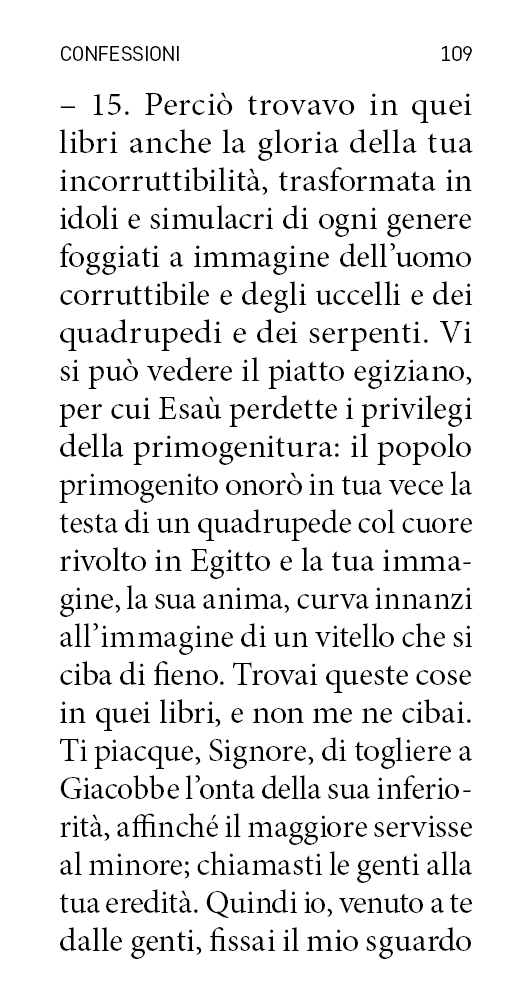 CONFESSIONI 109
– 15. Perciò trovavo in quei
libri anche la gloria della tua
incorruttibilità, trasformata in
idoli e simulacri di ogni genere
foggiati a immagine dell’uomo
corruttibile e degli uccelli e dei
quadrupedi e dei serpenti. Vi
si può vedere il piatto egiziano,
per cui Esaù perdette i privilegi
della primogenitura: il popolo
primogenito onorò in tua vece la
testa di un quadrupede col cuore
rivolto in Egitto e la tua imma-
gine, la sua anima, curva innanzi
all’immagine di un vitello che si
ciba di fieno. Trovai queste cose
in quei libri, e non me ne cibai.
Ti piacque, Signore, di togliere a
Giacobbe l’onta della sua inferio-
rità, affinché il maggiore servisse
al minore; chiamasti le genti alla
tua eredità. Quindi io, venuto a te
dalle genti, fissai il mio sguardo